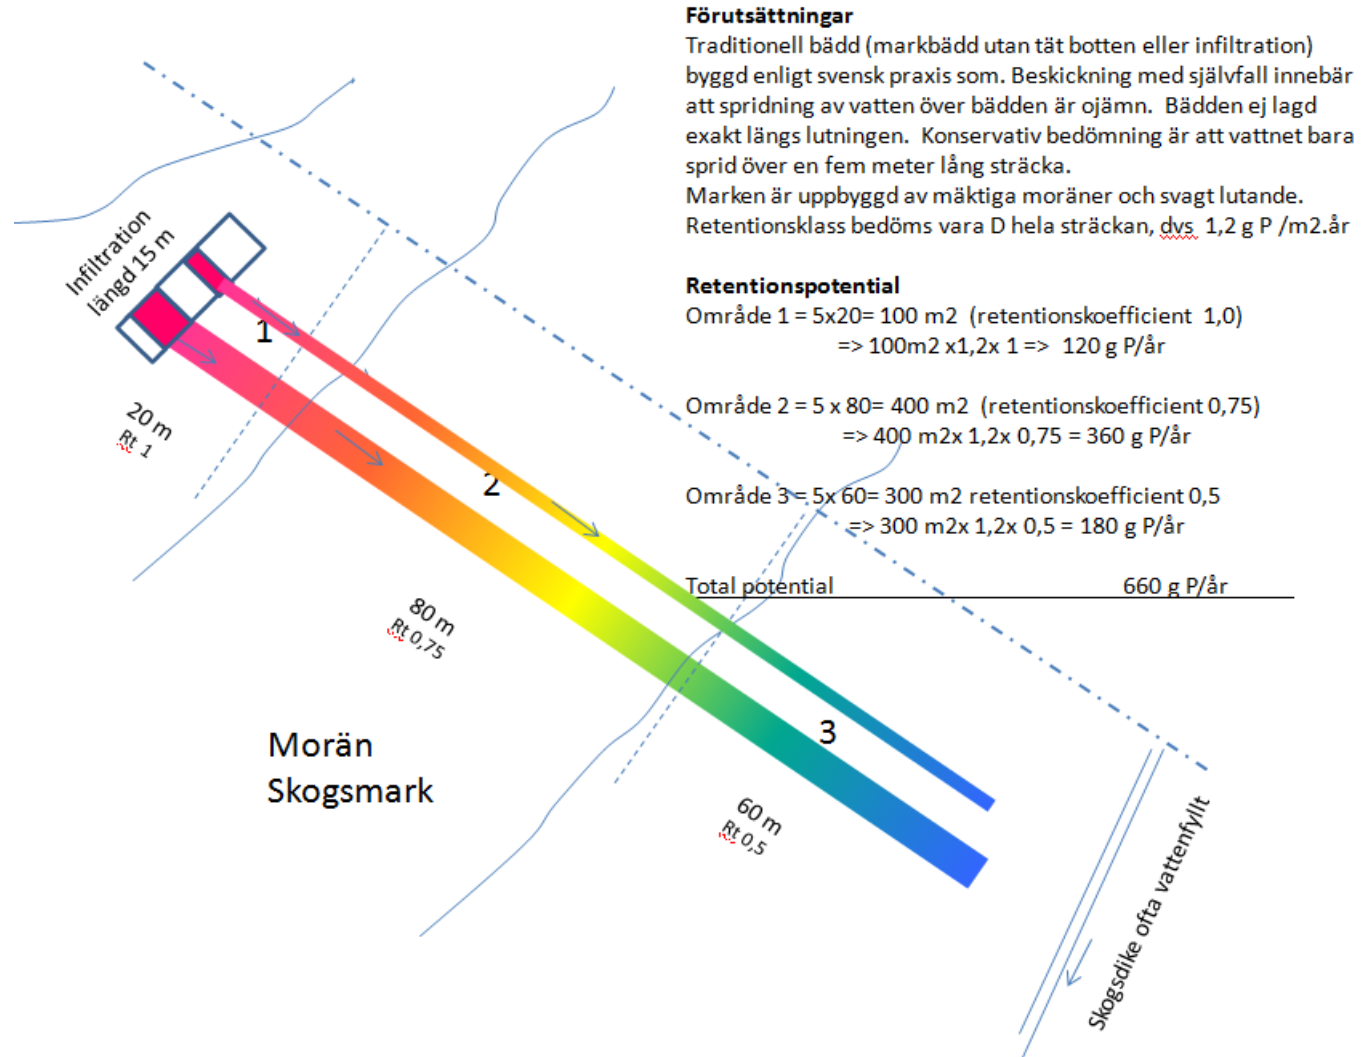 Förutsättningar
Traditionell bädd (markbädd utan tät botten eller infiltration)
byggd enligt svensk praxis som. Beskickning med självfall innebär
att spridning av vatten över bädden är ojämn. Bädden ej lagd
exakt längs lutningen. Konservativ bedömning är att vattnet bara
sprid över en fem meter lång sträcka.
Marken är uppbyggd av mäktiga moräner och svagt lutande.
Retentionsklass bedöms vara D hela sträckan, dvs 1,2 g P /m2.år
Retentionspotential
Område 1 = 5x20= 100 m2 (retentionskoefficient 1,0)
=> 100m2 x1,2x 1 => 120 g P/år
Område 2 = 5 x 80= 400 m2 (retentionskoefficient 0,75)
=> 400 m2x 1,2x 0,75 = 360 g P/år
Område 3 = 5x 60= 300 m2 retentionskoefficient 0,5
=> 300 m2x 1,2x 0,5 = 180 g P/år
Total potential 660 g P/år
Infiltration
längd 15 m
1
20 m
Rt 1
2
80 m
Rt 0,75
3
60 m
Rt 0,5
Morän
Skogsmark
Skogsdike ofta vattenfyllt